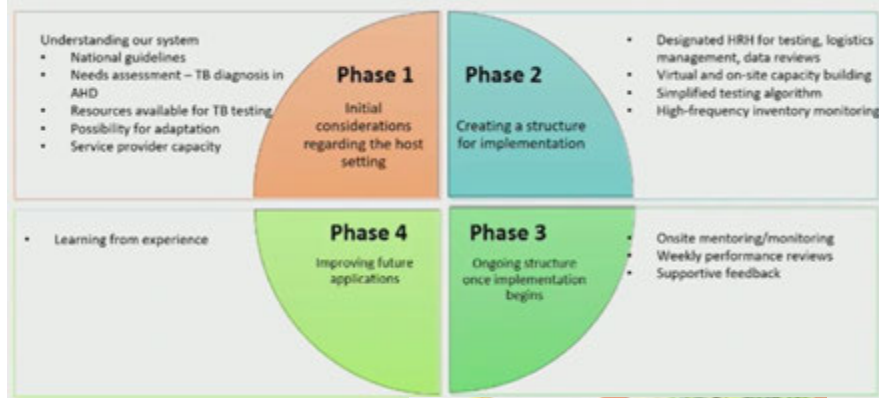 Understanding our system
• National guidelines
• Needs assessment – TB diagnosis in
AHD
• Resources available for TB testing
• Possibility for adaptation
• Service provider capacity
Phase 1
Initial
considerations
regarding the host
setting
Phase 2
Creating a structure
for implementation
• Designated HRH for testing, logistics
management, data reviews
• Virtual and on-site capacity building
• Simplified testing algorithm
• High-frequency inventory monitoring
• Learning from experience
Phase 4
Improving future
applications
Phase 3
Ongoing structure
once implementation
begins
• Onsite mentoring/monitoring
• Weekly performance reviews
• Supportive feedback